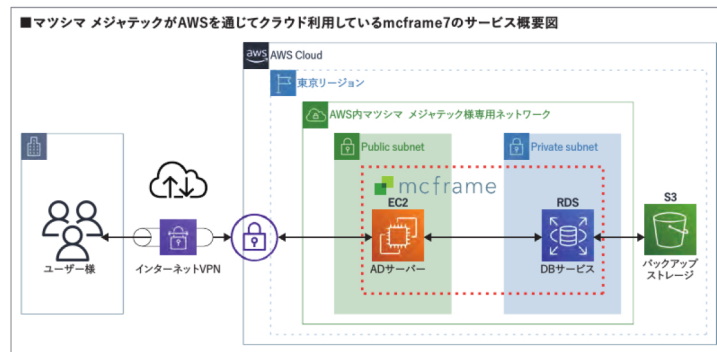 ■マツシマ メジャテックがAWSを通じてクラウド利用しているmcframe7のサービス概要図
aws AWS Cloud
東京リージョン
AWS内マツシマ メジャテック様専用ネットワーク
Public subnet
Private subnet
mcframe
EC2
RDS
S3
ユーザー様
インターネットVPN
ADサーバー
DBサービス
バックアップ
ストレージ